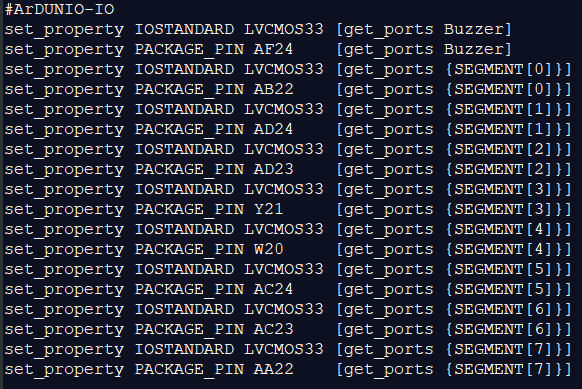 #ArDUNIO-IO
set_property IOSTANDARD LVCMOS33 [get_ports Buzzer]
set_property PACKAGE_PIN AF24    [get_ports Buzzer]
set_property IOSTANDARD LVCMOS33 [get_ports {SEGMENT[0]}]
set_property PACKAGE_PIN AB22    [get_ports {SEGMENT[0]}]
set_property IOSTANDARD LVCMOS33 [get_ports {SEGMENT[1]}]
set_property PACKAGE_PIN AD24    [get_ports {SEGMENT[1]}]
set_property IOSTANDARD LVCMOS33 [get_ports {SEGMENT[2]}]
set_property PACKAGE_PIN AD23    [get_ports {SEGMENT[2]}]
set_property IOSTANDARD LVCMOS33 [get_ports {SEGMENT[3]}]
set_property PACKAGE_PIN Y21     [get_ports {SEGMENT[3]}]
set_property IOSTANDARD LVCMOS33 [get_ports {SEGMENT[4]}]
set_property PACKAGE_PIN W20     [get_ports {SEGMENT[4]}]
set_property IOSTANDARD LVCMOS33 [get_ports {SEGMENT[5]}]
set_property PACKAGE_PIN AC24    [get_ports {SEGMENT[5]}]
set_property IOSTANDARD LVCMOS33 [get_ports {SEGMENT[6]}]
set_property PACKAGE_PIN AC23    [get_ports {SEGMENT[6]}]
set_property IOSTANDARD LVCMOS33 [get_ports {SEGMENT[7]}]
set_property PACKAGE_PIN AA22    [get_ports {SEGMENT[7]}]